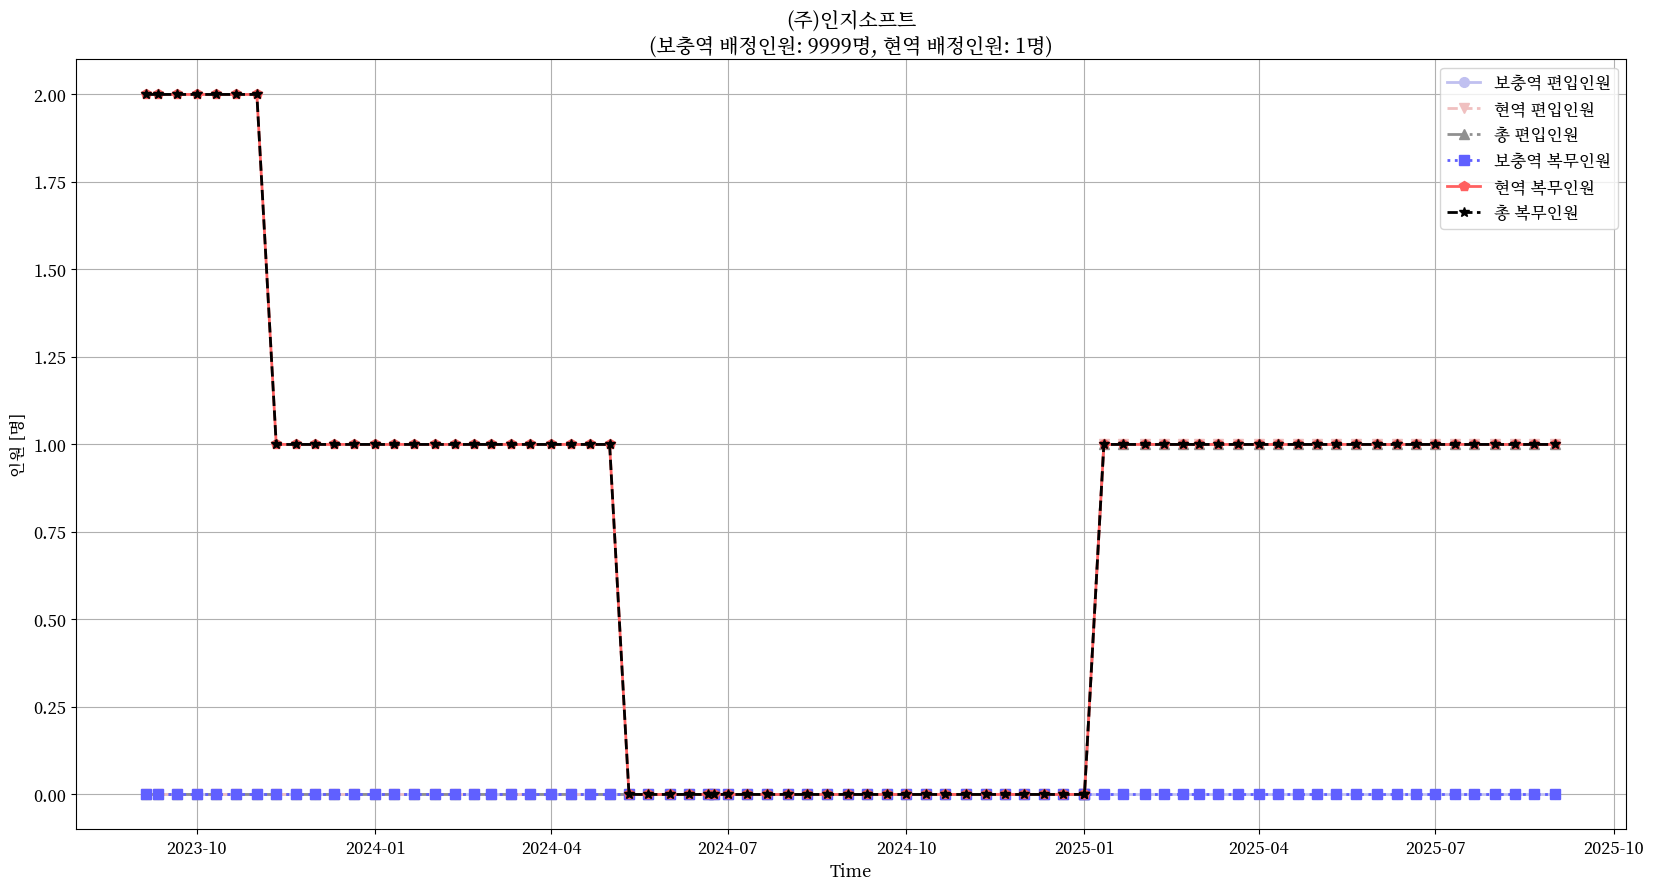 (주)인지소프트
(보충역 배정인원: 9999명, 현역 배정인원: 1명)
보충역 편입인원
현역 편입인원
총 편입인원
보충역 복무인원
현역 복무인원
총 복무인원
인원 [명]
2.00
1.75
1.50
1.25
1.00
0.75
0.50
0.25
0.00
2023-10
2024-01
2024-04
2024-07
2024-10
2025-01
2025-04
2025-07
2025-10
Time